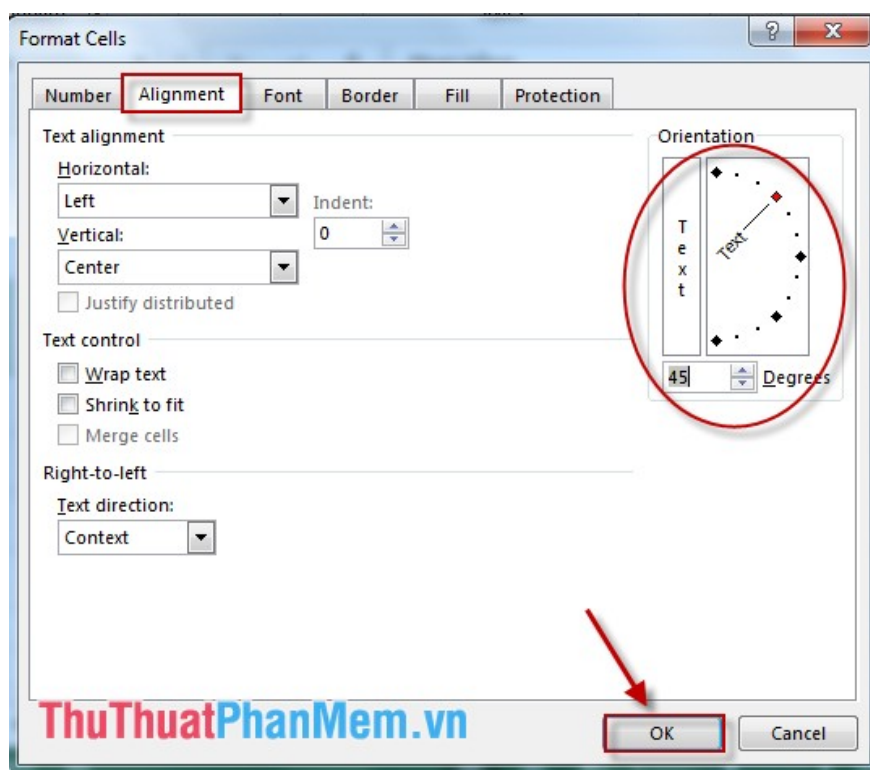 Format Cells
Number Alignment Font Border Fill Protection
Text alignment
Orientation
Horizontal:
Left
Indent:
0
Vertical:
Center
Justify distributed
Text control
Wrap text
Shrink to fit
Merge cells
Right-to-left
Text direction:
Context
T
e
x
t
Text
45 Degrees
ThuThuatPhanMem.vn
OK Cancel